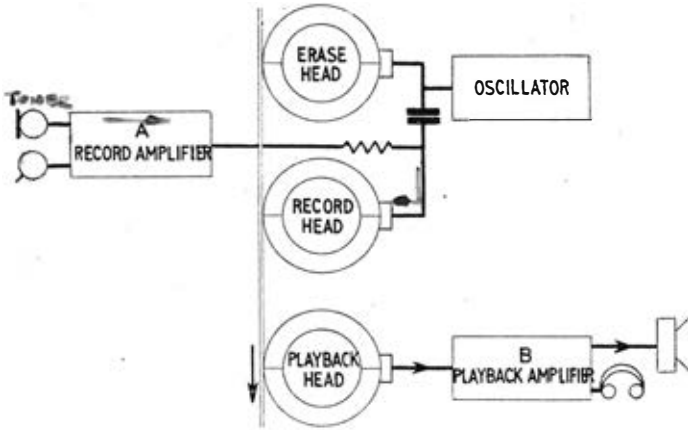 ERASE
HEAD
OSCILLATOR
A
RECORD AMPLIFIER
RECORD
HEAD
PLAYBACK
HEAD
B
PLAYBACK AMPLIFIER